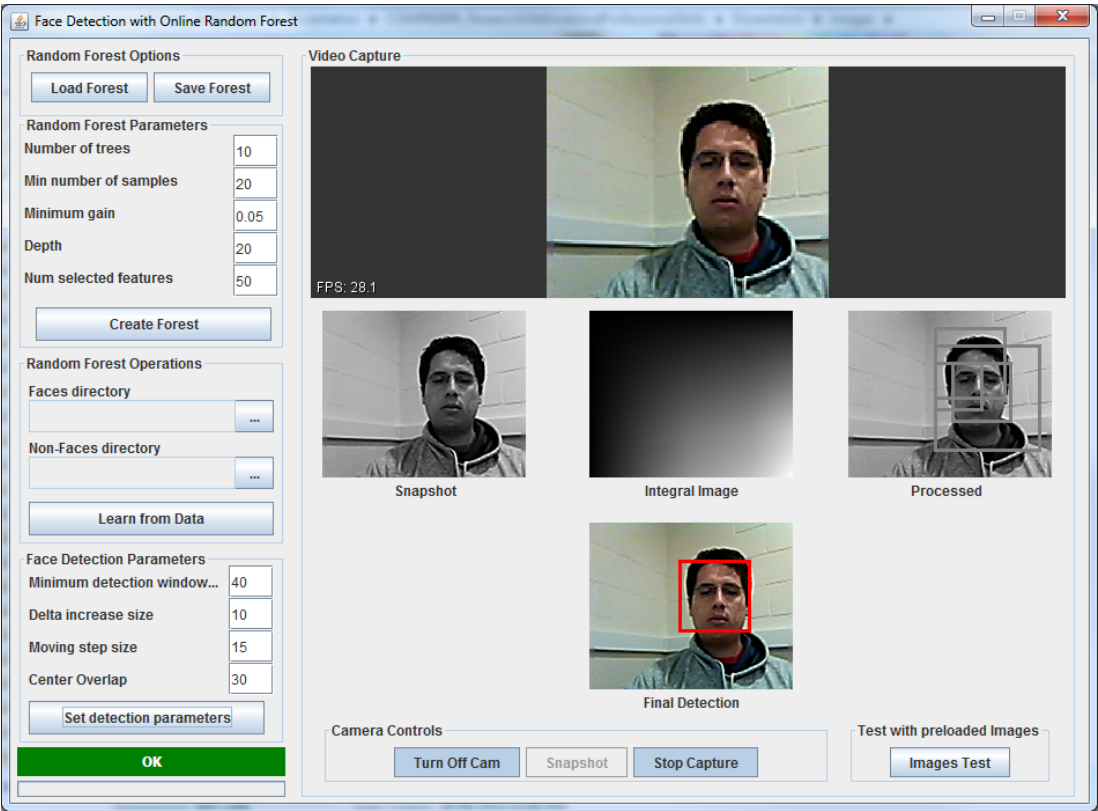 Face Detection with Online Random Forest
Random Forest Options
Load Forest
Save Forest
Random Forest Parameters
Number of trees
10
Min number of samples
20
Minimum gain
0.05
Depth
20
Num selected features
50
Create Forest
Random Forest Operations
Faces directory
...
Non-Faces directory
...
Learn from Data
Face Detection Parameters
Minimum detection window...
40
Delta increase size
10
Moving step size
15
Center Overlap
30
Set detection parameters
OK
Video Capture
FPS: 28.1
Snapshot
Integral Image
Processed
Final Detection
Camera Controls
Turn Off Cam
Snapshot
Stop Capture
Test with preloaded Images
Images Test